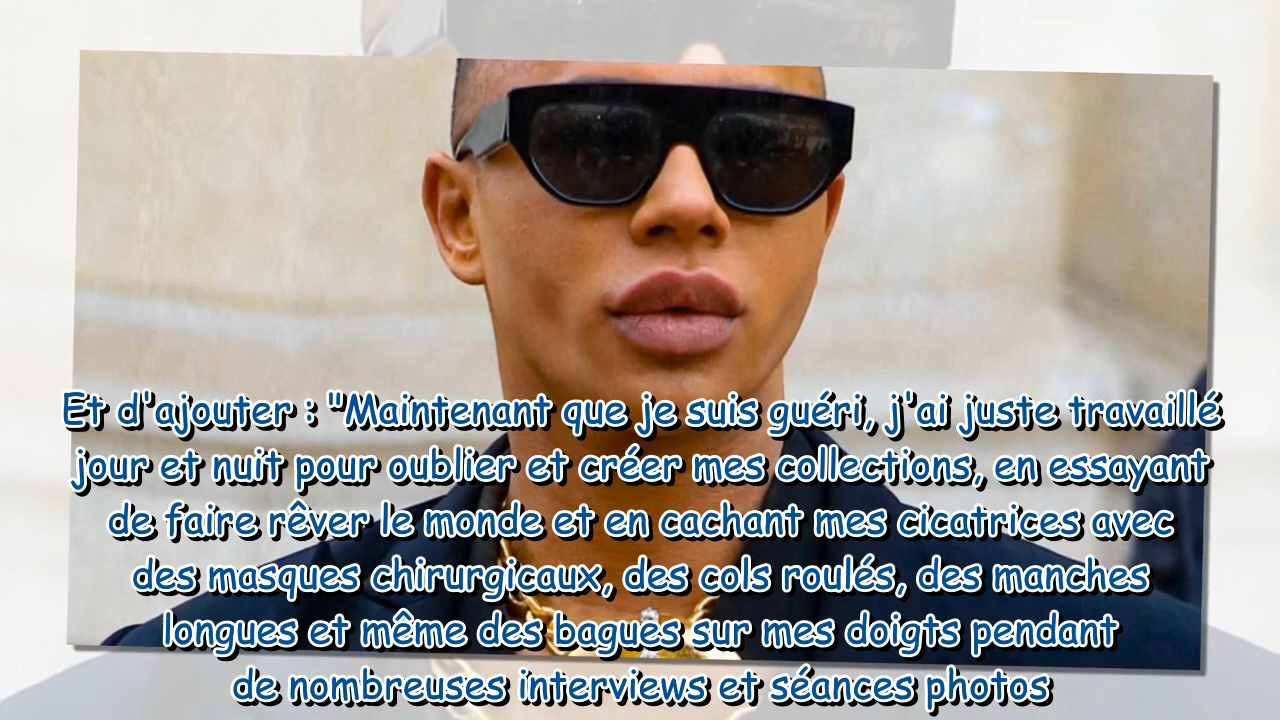 Et d'ajouter : "Maintenant que je suis guéri, j'ai juste travaillé
jour et nuit pour oublier et créer mes collections, en essayant
de faire rêver le monde et en cachant mes cicatrices avec
des masques chirurgicaux, des cols roulés, des manches
longues et même des bagues sur mes doigts pendant
de nombreuses interviews et séances photos